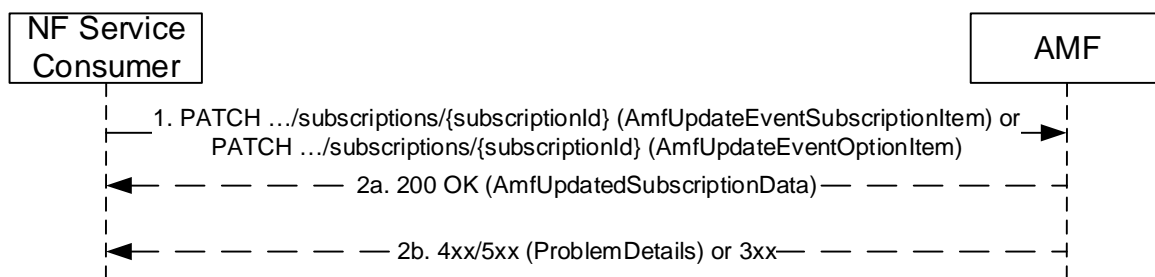 NF Service
Consumer
AMF
1. PATCH …/subscriptions/{subscriptionId} (AmfUpdateEventSubscriptionItem) or
PATCH …/subscriptions/{subscriptionId} (AmfUpdateEventOptionItem)
2a. 200 OK (AmfUpdatedSubscriptionData)
2b. 4xx/5xx (ProblemDetails) or 3xx